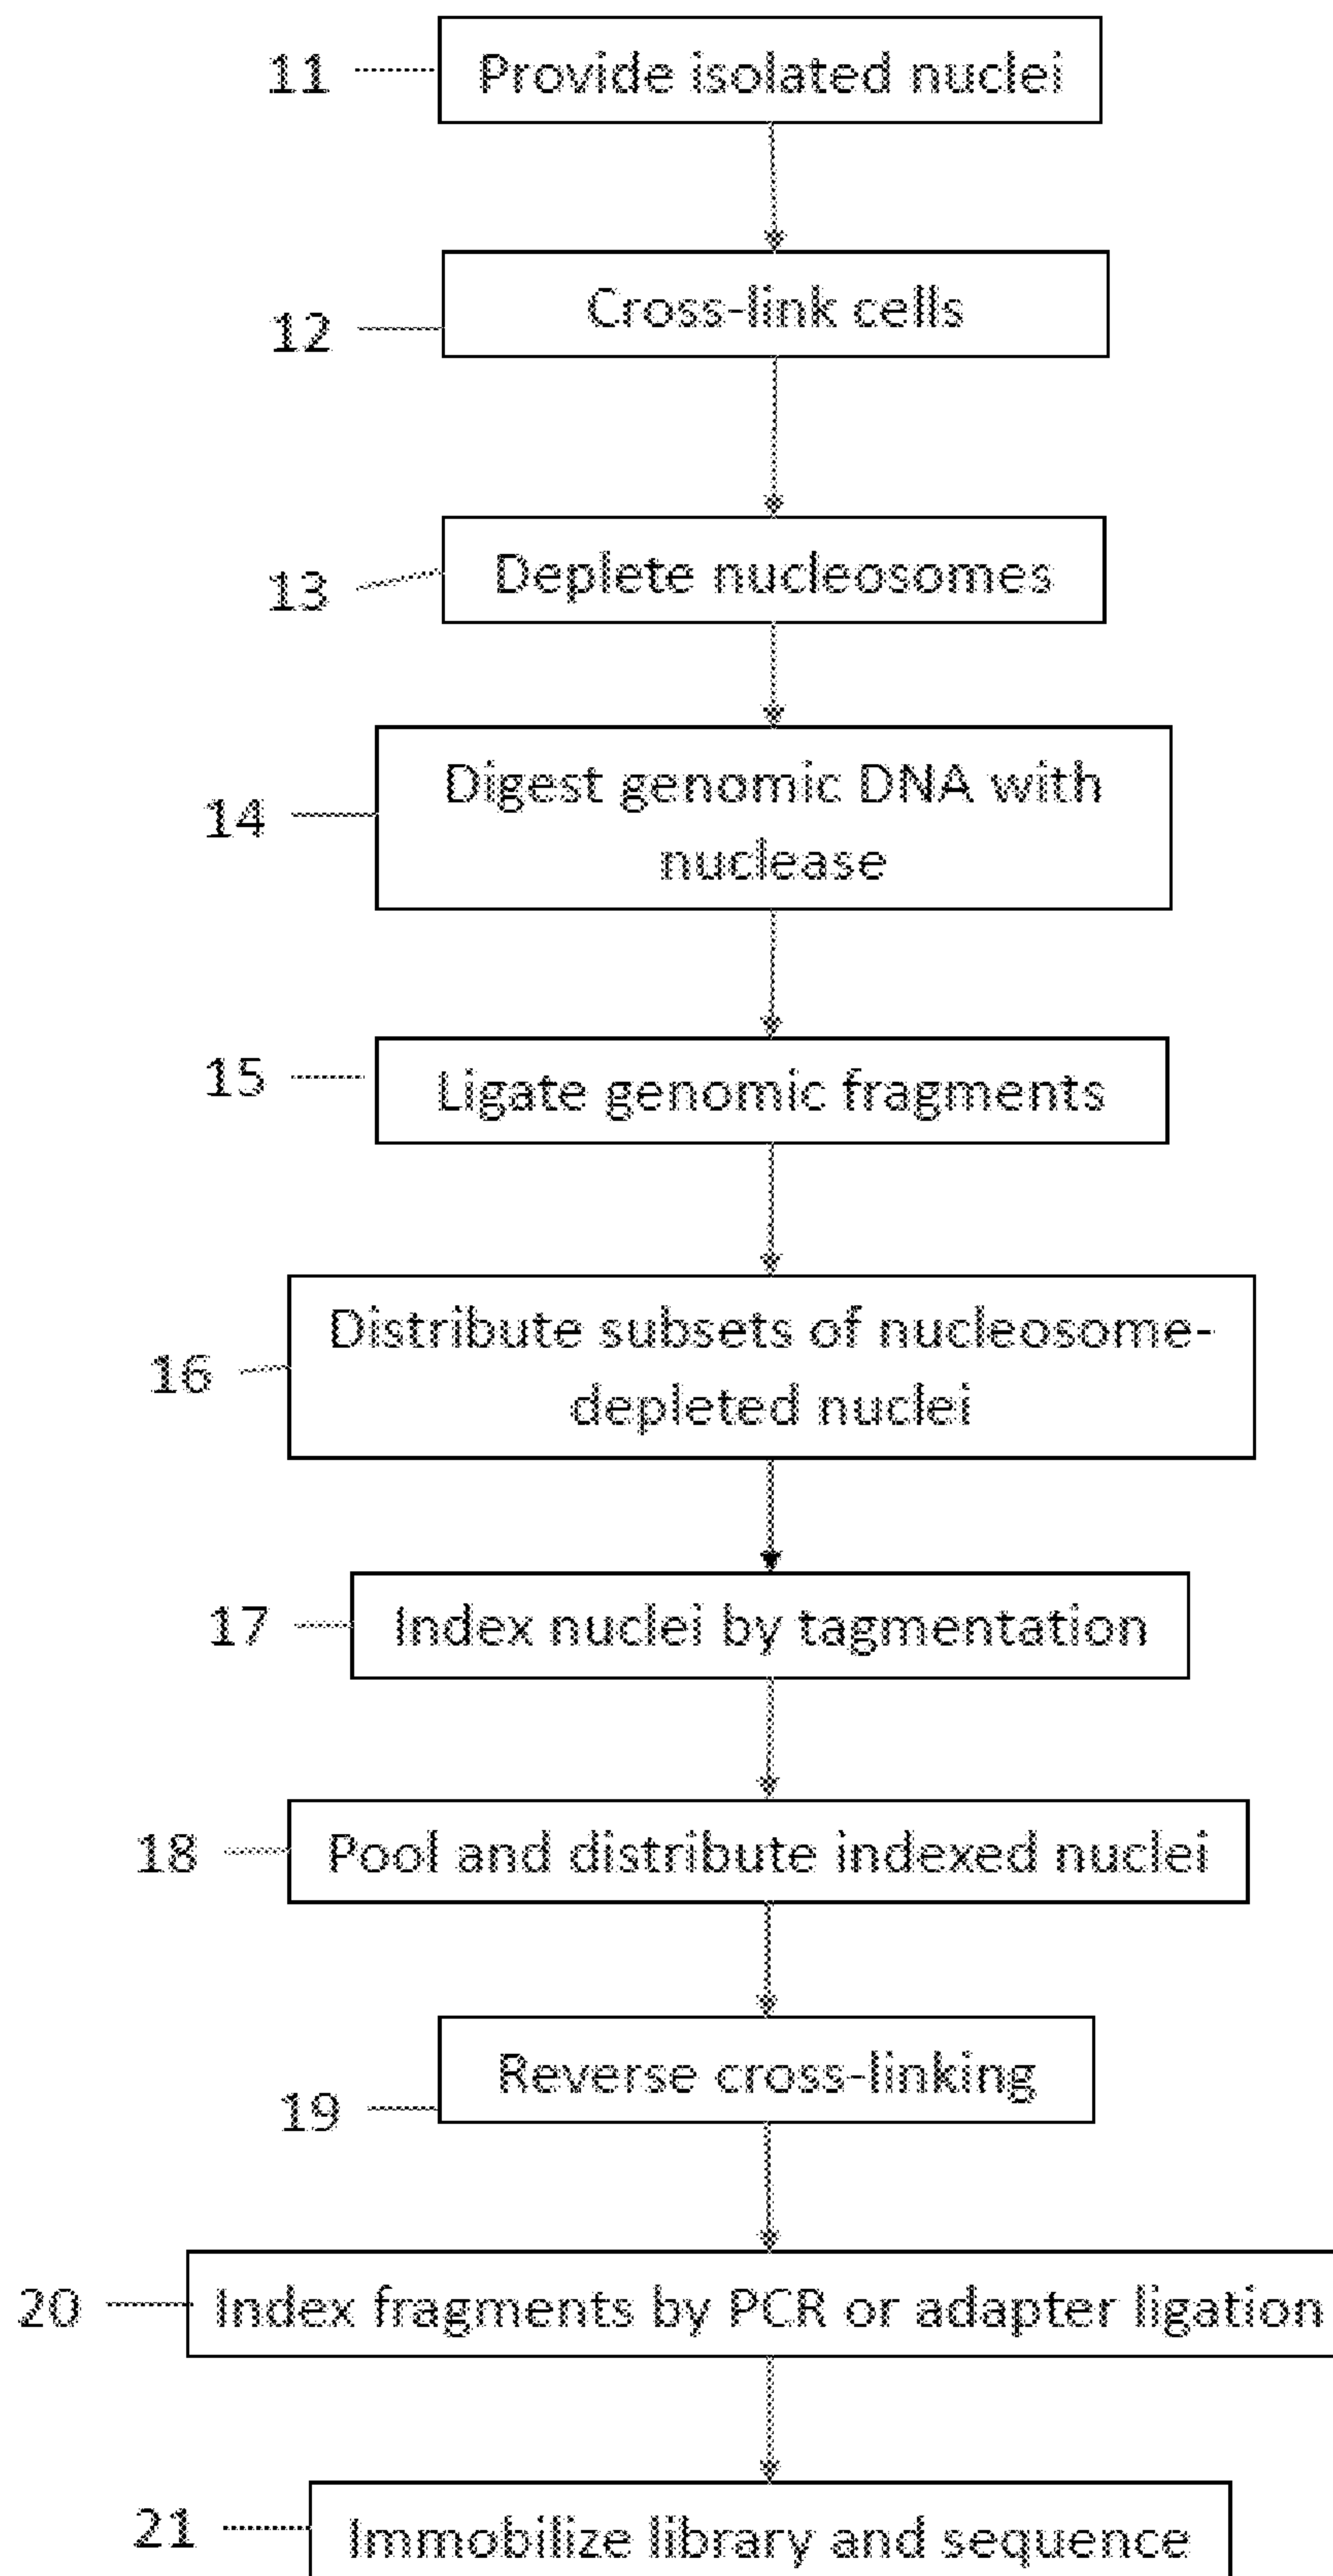 11 Provide isolated nuclei
12 Cross-link cells
13 Deplete nucleosomes
14 Digest genomic DNA with
nuclease
15 Ligate genomic fragments
16 Distribute subsets of nucleosome-
depleted nuclei
17 Index nuclei by tagmentation
18 Pool and distribute indexed nuclei
19 Reverse cross-linking
20 Index fragments by PCR or adapter ligation
21 Immobilize library and sequence